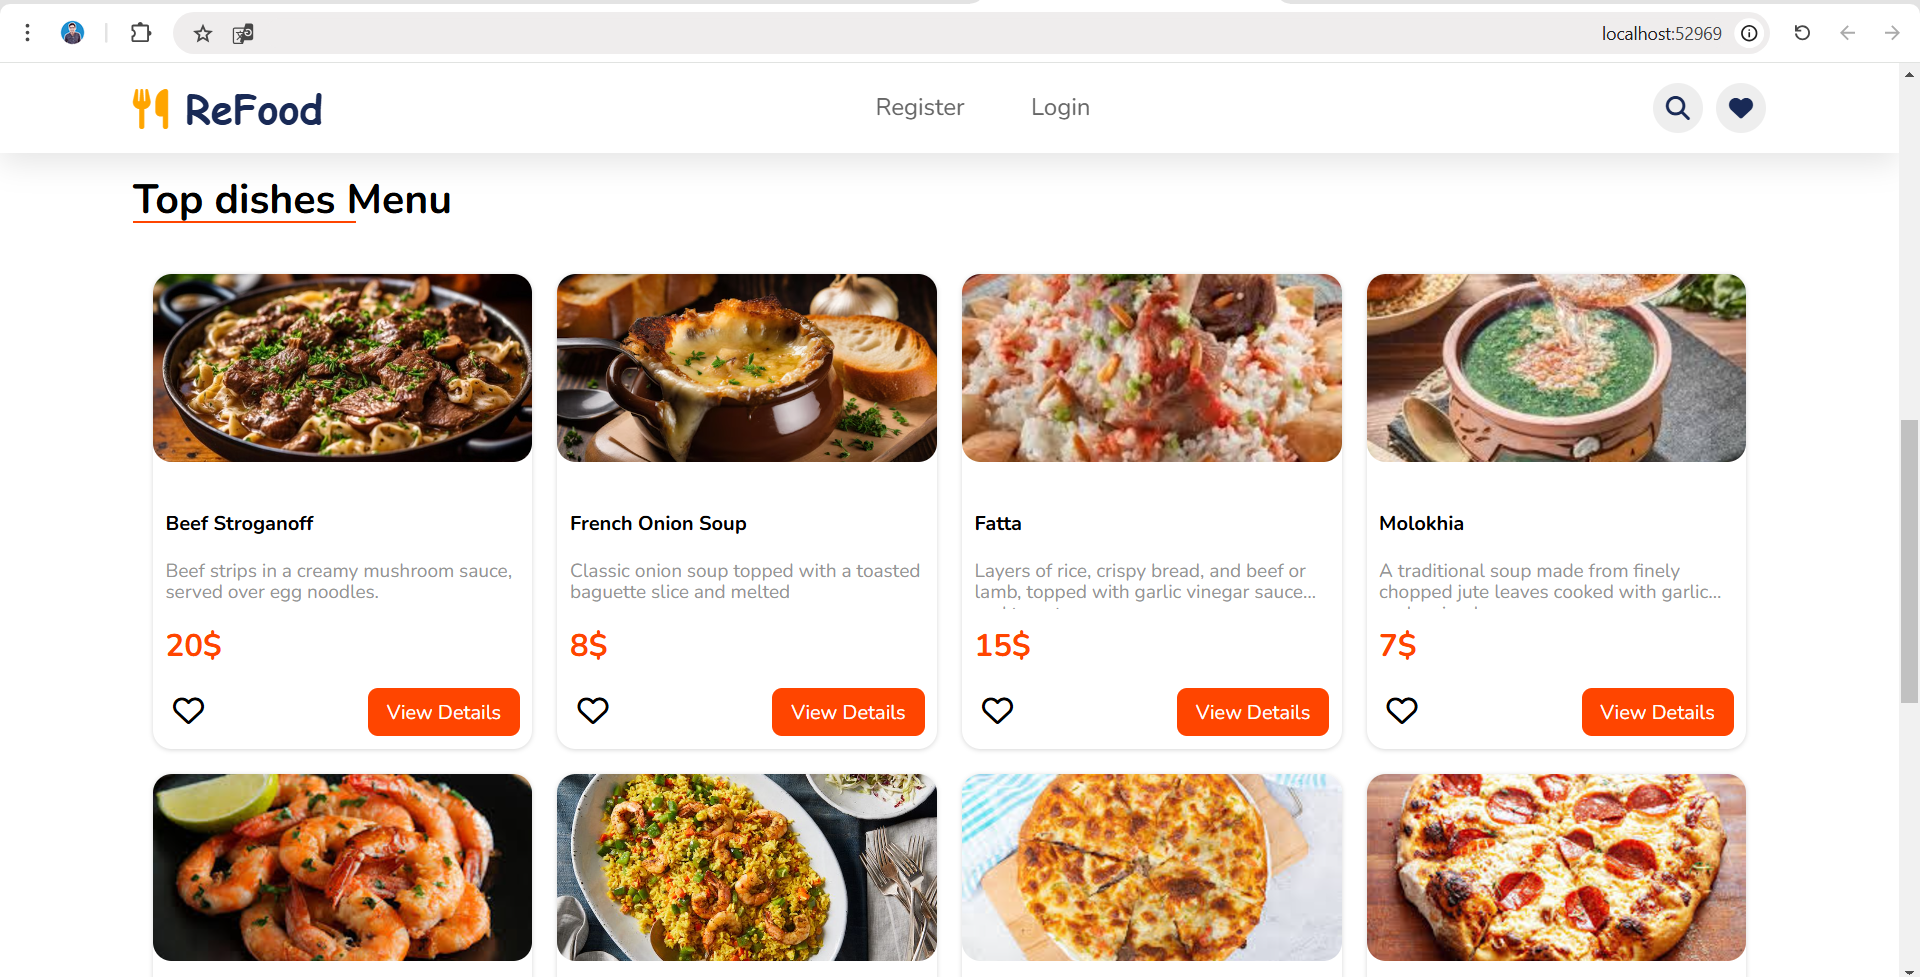 localhost:52969
ReFood
Register
Login
Top dishes Menu
Beef Stroganoff
Beef strips in a creamy mushroom sauce,
served over egg noodles.
20$
View Details
French Onion Soup
Classic onion soup topped with a toasted
baguette slice and melted
8$
View Details
Fatta
Layers of rice, crispy bread, and beef or
lamb, topped with garlic vinegar sauce...
15$
View Details
Molokhia
A traditional soup made from finely
chopped jute leaves cooked with garlic...
7$
View Details